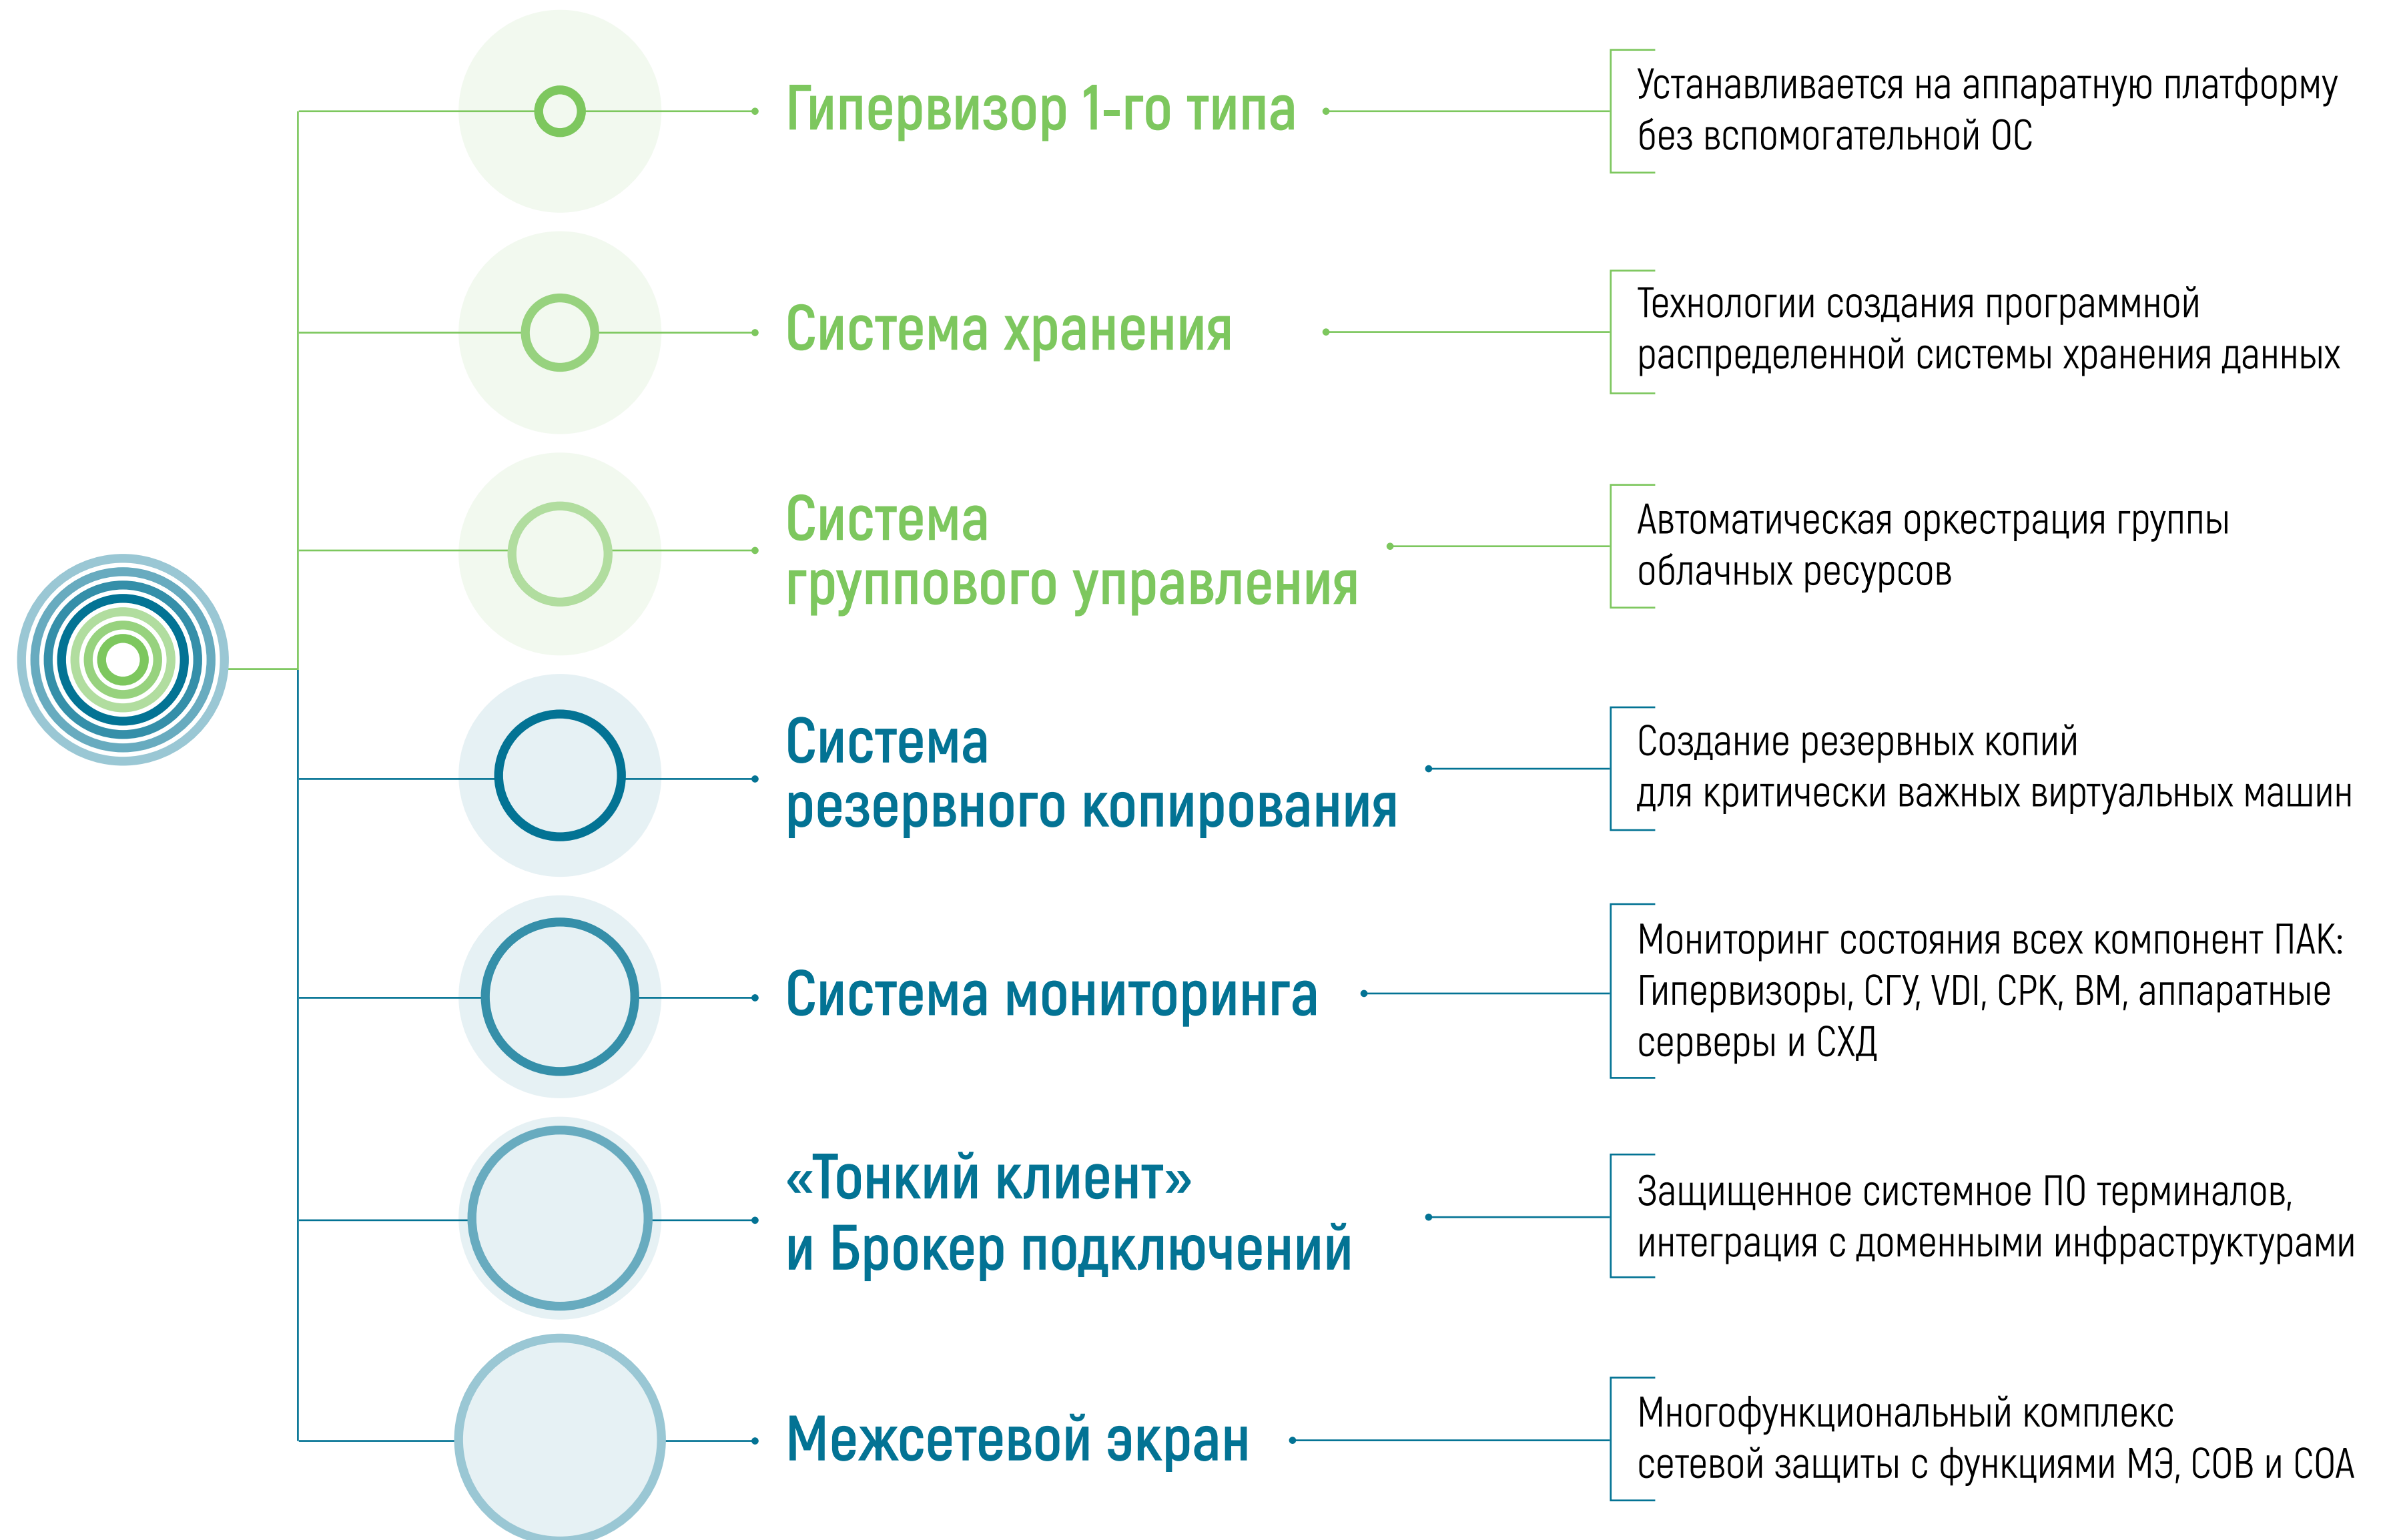 Гипервизор 1-го типа
Устанавливается на аппаратную платформу
без вспомогательной ОС
Система хранения
Технологии создания программной
распределенной системы хранения данных
Система
группового управления
Автоматическая оркестрация группы
облачных ресурсов
Система
резервного копирования
Создание резервных копий
для критически важных виртуальных машин
Система мониторинга
Мониторинг состояния всех компонент ПАК:
Гипервизоры, СГУ, VDI, СРК, ВМ, аппаратные
серверы и СХД
«Тонкий клиент»
и Брокер подключений
Защищенное системное ПО терминалов,
интеграция с доменными инфраструктурами
Межсетевой экран
Многофункциональный комплекс
сетевой защиты с функциями МЭ, СОВ и СОА